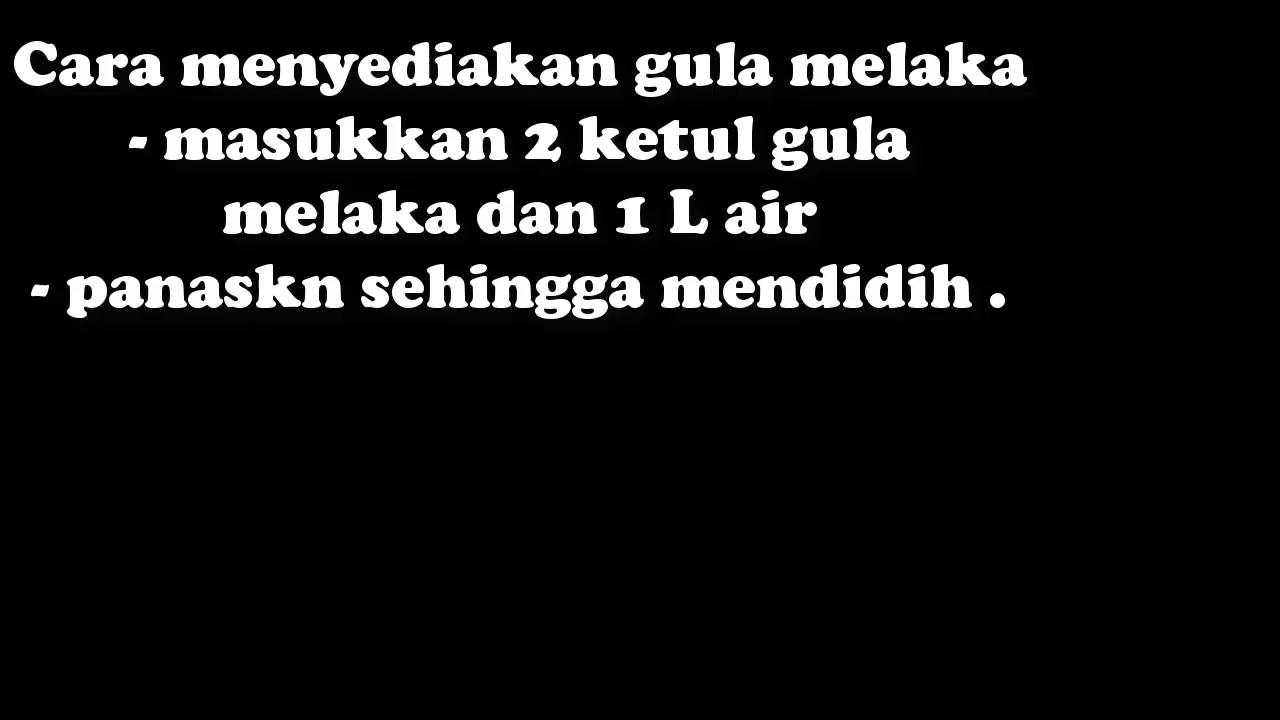 Cara menyediakan gula melaka
- masukkan 2 ketul gula
melaka dan 1 L air
- panaskn sehingga mendidih .